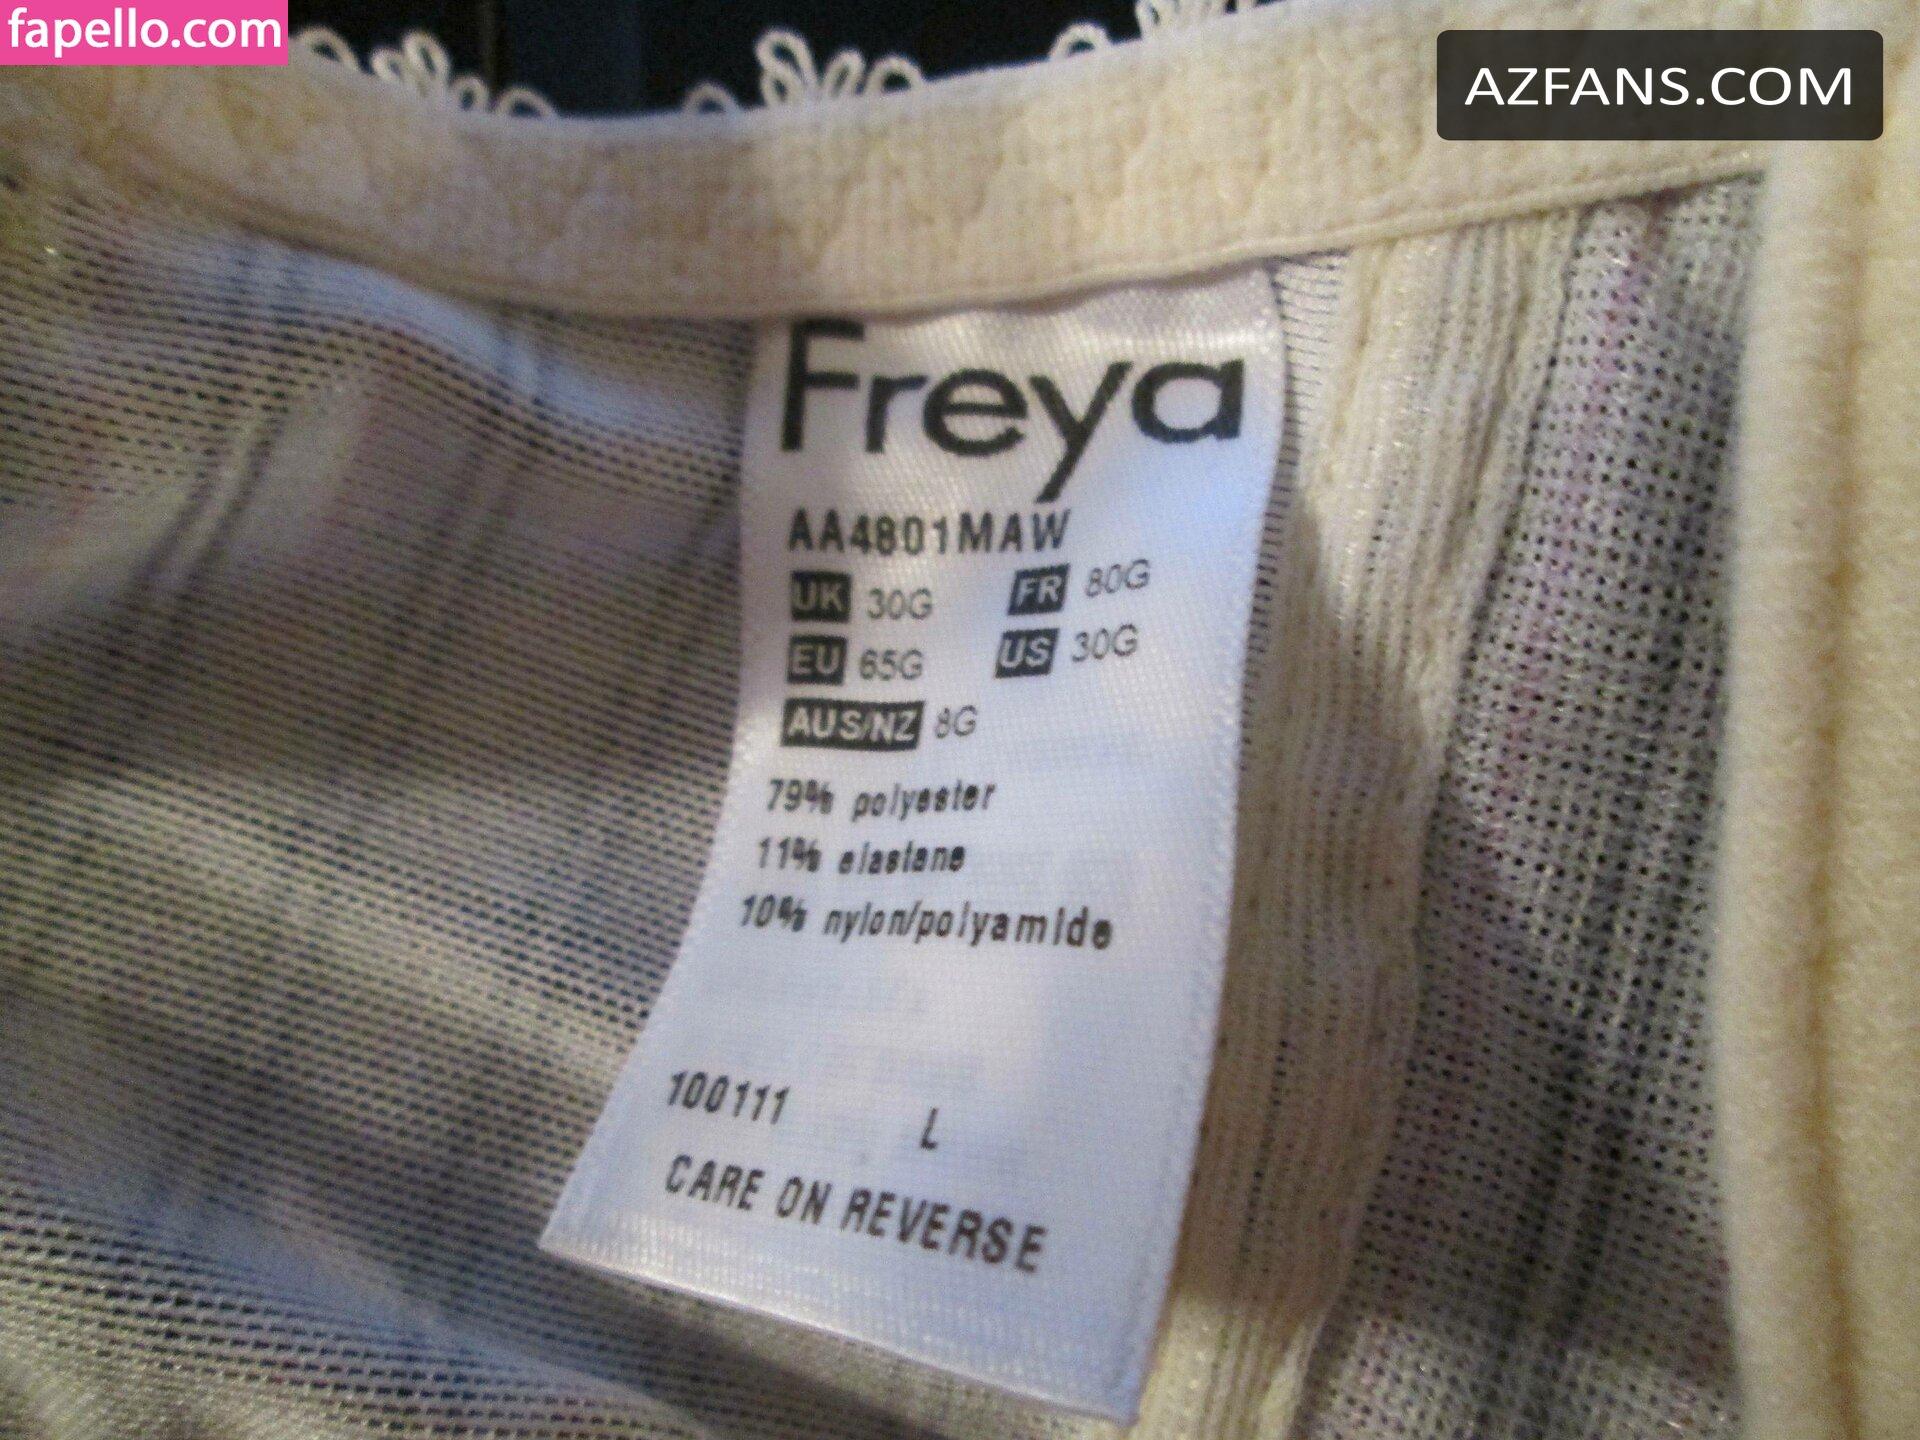 fapello.com
AZFANS.COM
Freya
AA4801MAW
UK 30G FR 80G
EU 65G US 30G
AUS/NZ 8G
79% polyester
11% elastane
10% nylon/polyamide
100111 L
CARE ON REVERSE